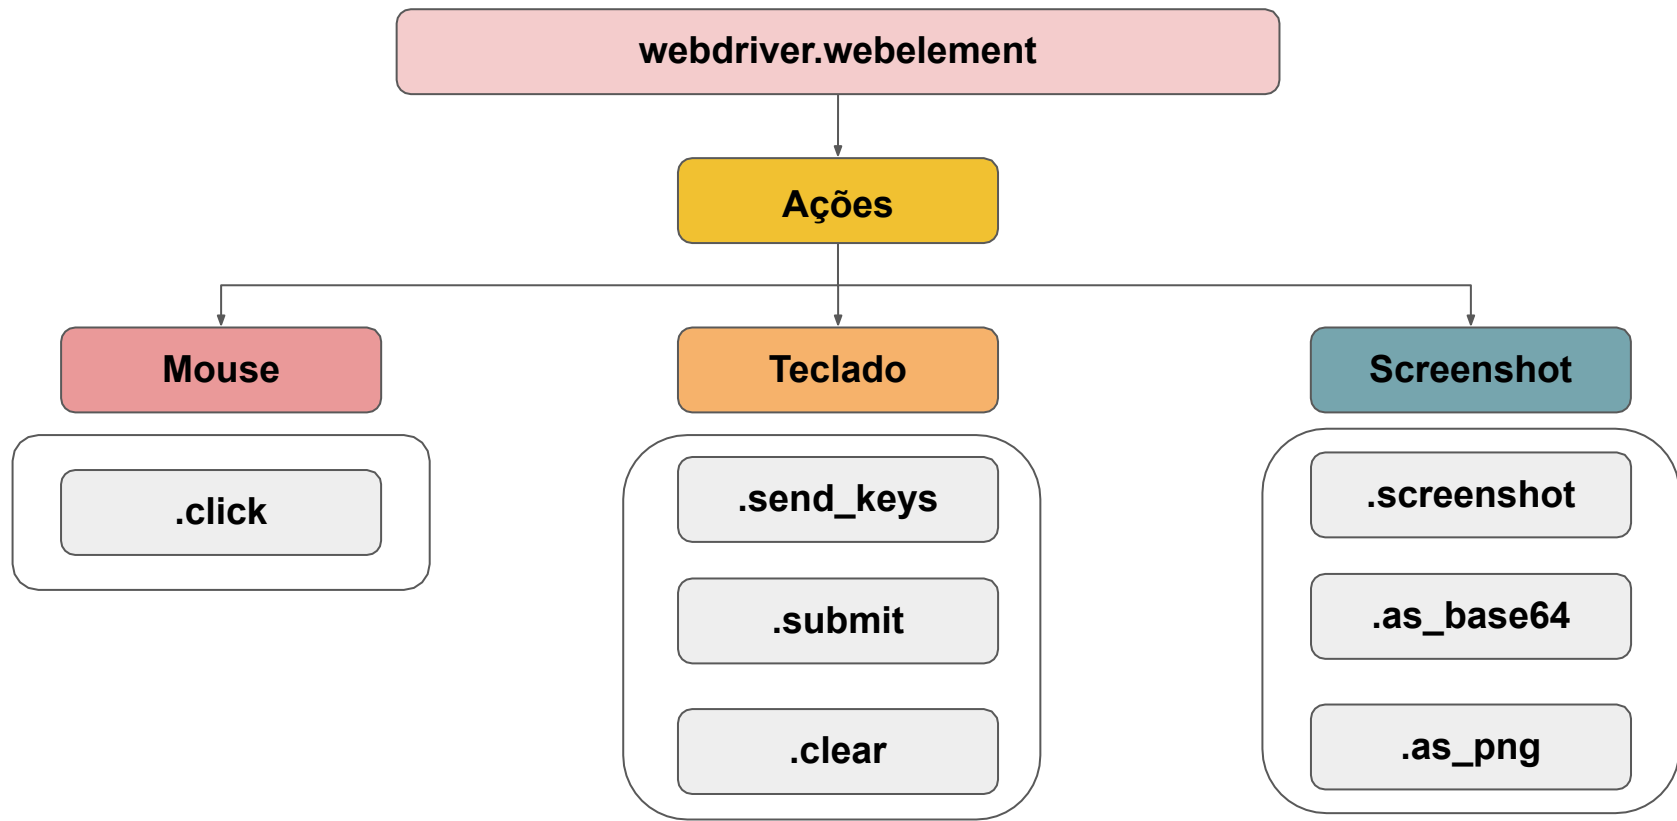 webdriver.webelement
Ações
Mouse
Teclado
Screenshot
.click
.send_keys
.submit
.clear
.screenshot
.as_base64
.as_png